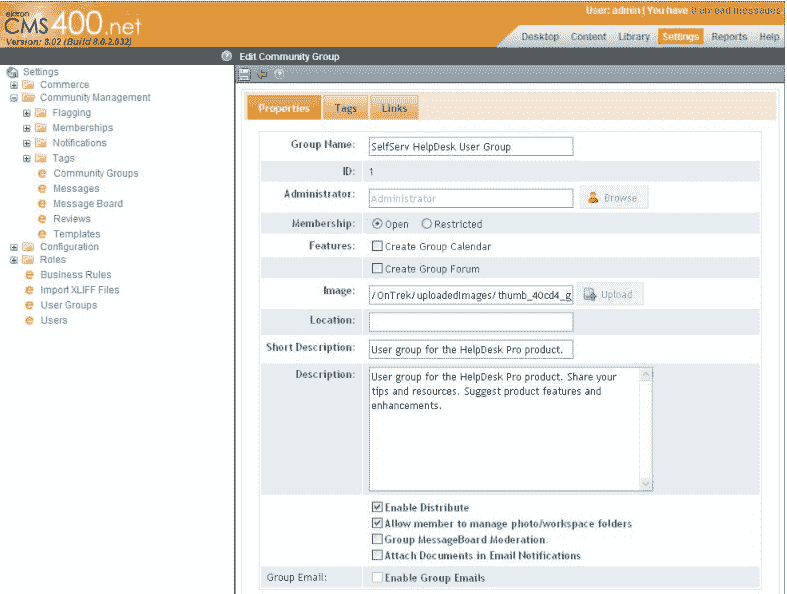 User: admin | You have 0 unread messages
ektron
CMS400.net
Version: 8.02 (Build 8.0.2.032)
Desktop Content Library Settings Reports Help
Edit Community Group
Settings
Commerce
Community Management
Flagging
Memberships
Notifications
Tags
Community Groups
Messages
Message Board
Reviews
Templates
Configuration
Roles
Business Rules
Import XLIFF Files
User Groups
Users
Properties Tags Links
Group Name: SelfServ HelpDesk User Group
ID: 1
Administrator: Administrator Browse
Membership: Open Restricted
Features: Create Group Calendar
Create Group Forum
Image: /OnTrek/uploadedImages/thumb_40cd4_g Upload
Location:
Short Description: User group for the HelpDesk Pro product.
Description: User group for the HelpDesk Pro product. Share your
tips and resources. Suggest product features and
enhancements.
Enable Distribute
Allow member to manage photo/workspace folders
Group MessageBoard Moderation.
Attach Documents in Email Notifications
Group Email: Enable Group Emails